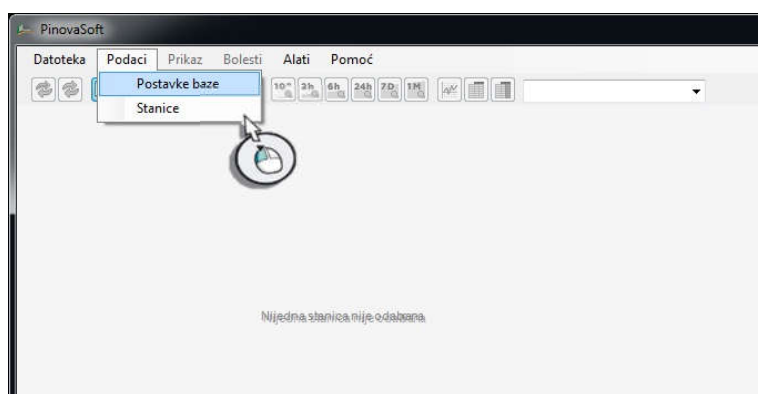 PinovaSoft
Datoteka Podaci Prikaz Bolesti Alati Pomoć
Postavke baze
10" 2h 6h 24h 7D 1M
Stanice
Nijedna stanica nije odabrana